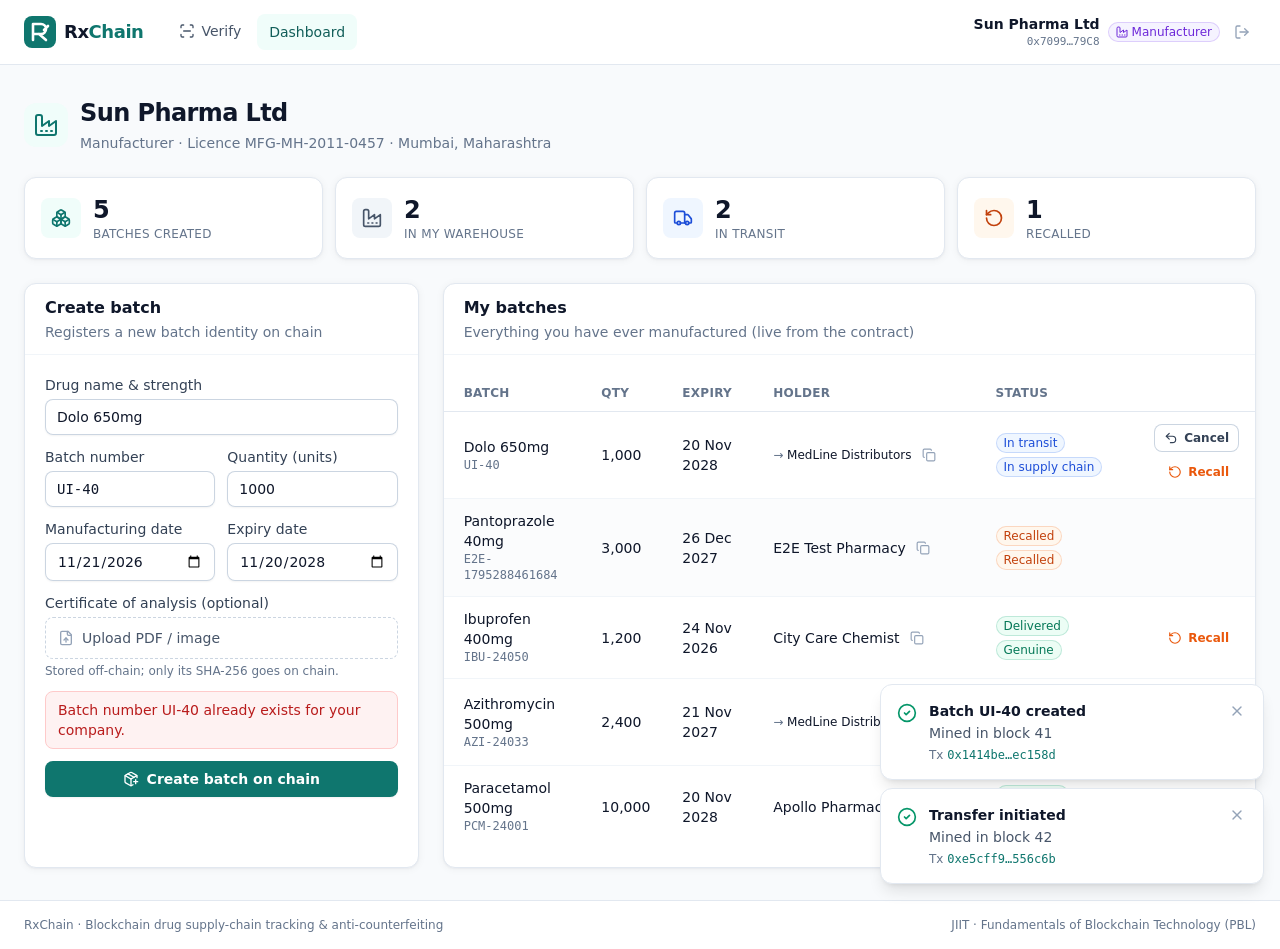 RxChain
Verify
Dashboard
Sun Pharma Ltd
0x7099…79C8
Manufacturer
Sun Pharma Ltd
Manufacturer · Licence MFG-MH-2011-0457 · Mumbai, Maharashtra
5
BATCHES CREATED
2
IN MY WAREHOUSE
2
IN TRANSIT
1
RECALLED
Create batch
Registers a new batch identity on chain
Drug name & strength
Dolo 650mg
Batch number
Quantity (units)
UI-40
1000
Manufacturing date
Expiry date
11/21/2026
11/20/2028
Certificate of analysis (optional)
Upload PDF / image
Stored off-chain; only its SHA-256 goes on chain.
Batch number UI-40 already exists for your
company.
Create batch on chain
My batches
Everything you have ever manufactured (live from the contract)
BATCH QTY EXPIRY HOLDER STATUS
Dolo 650mg
UI-40
1,000
20 Nov
2028
→ MedLine Distributors
In transit
In supply chain
Cancel
Recall
Pantoprazole
40mg
E2E-
1795288461684
3,000
26 Dec
2027
E2E Test Pharmacy
Recalled
Recalled
Ibuprofen
400mg
IBU-24050
1,200
24 Nov
2026
City Care Chemist
Delivered
Genuine
Recall
Azithromycin
500mg
AZI-24033
2,400
21 Nov
2027
→ MedLine Distrib
Paracetamol
500mg
PCM-24001
10,000
20 Nov
2028
Apollo Pharmac
Batch UI-40 created
Mined in block 41
Tx 0x1414be…ec158d
Transfer initiated
Mined in block 42
Tx 0xe5cff9…556c6b
RxChain · Blockchain drug supply-chain tracking & anti-counterfeiting
JIIT · Fundamentals of Blockchain Technology (PBL)